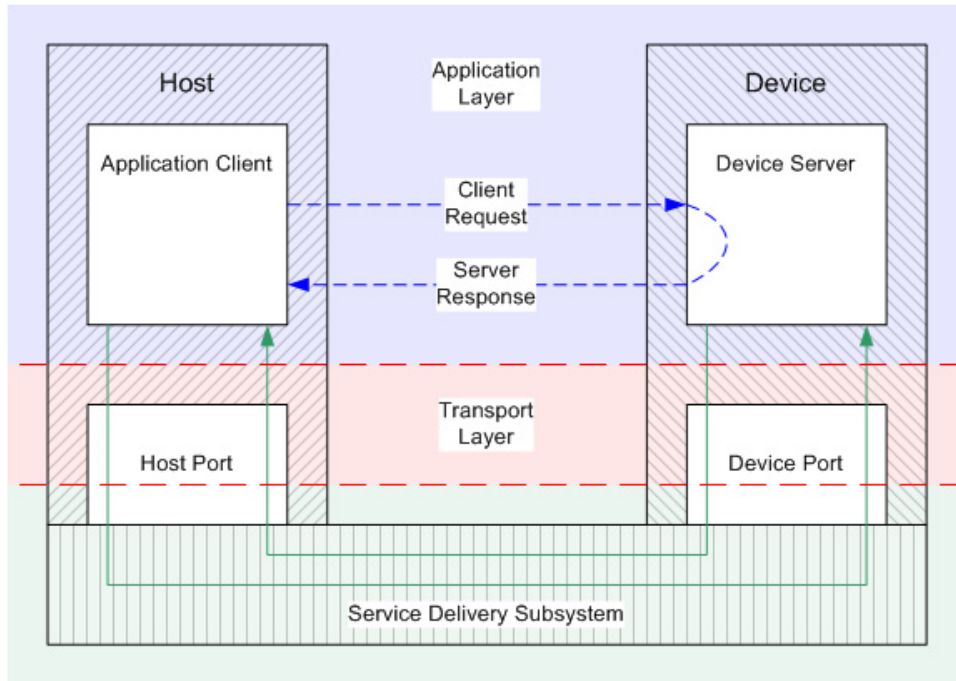 Host
Application
Layer
Device
Application Client
Device Server
Client
Request
Server
Response
Transport
Layer
Host Port
Device Port
Service Delivery Subsystem